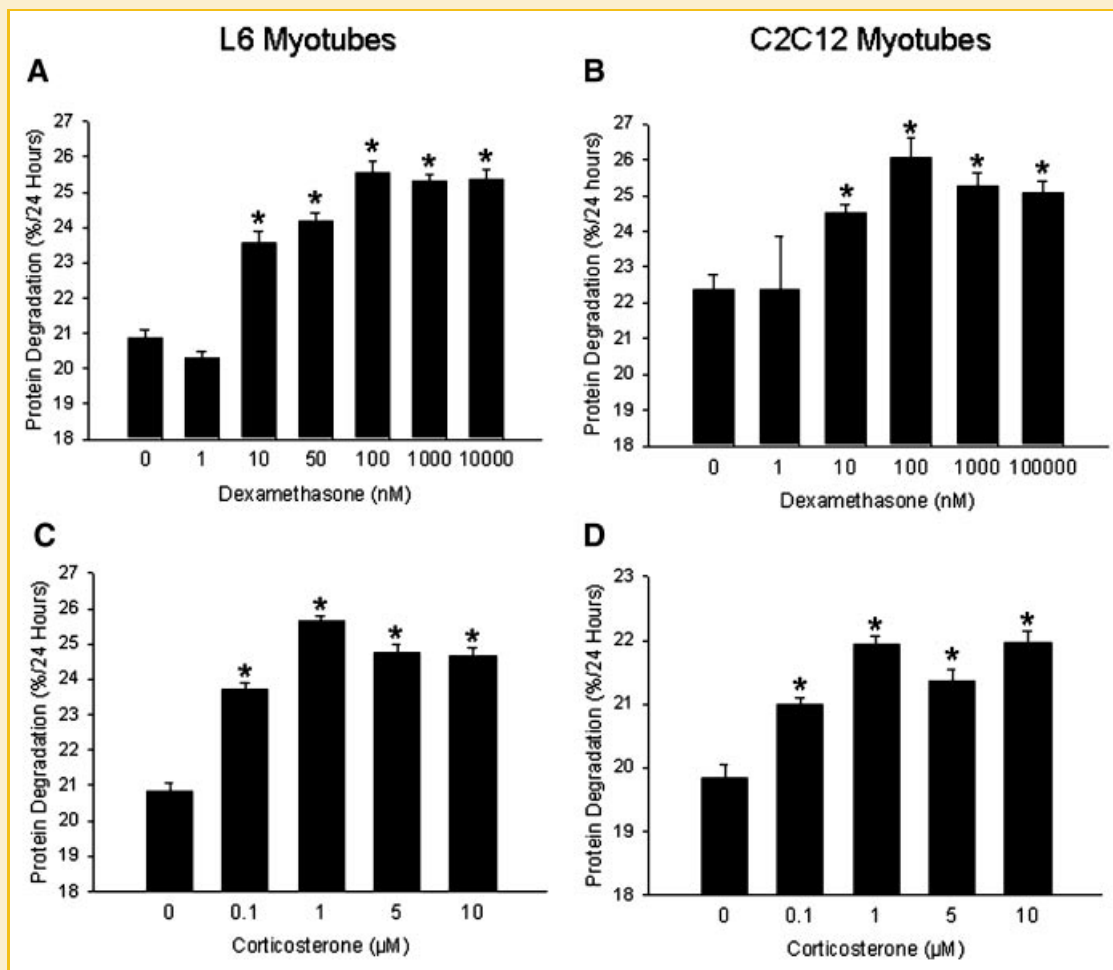 L6 Myotubes
C2C12 Myotubes
A
Protein Degradation (%/24 Hours)
27
26
25
24
23
22
21
20
19
18
* * * * *
0 1 10 50 100 1000 10000
Dexamethasone (nM)
B
Protein Degradation (%/24 hours)
27
26
25
24
23
22
21
20
19
18
* * * *
0 1 10 100 1000 100000
Dexamethasone (nM)
C
Protein Degradation (%/24 Hours)
27
26
25
24
23
22
21
20
19
18
* * * *
0 0.1 1 5 10
Corticosterone (µM)
D
Protein Degradation (%/24 Hours)
23
22
21
20
19
18
* * * *
0 0.1 1 5 10
Corticosterone (µM)